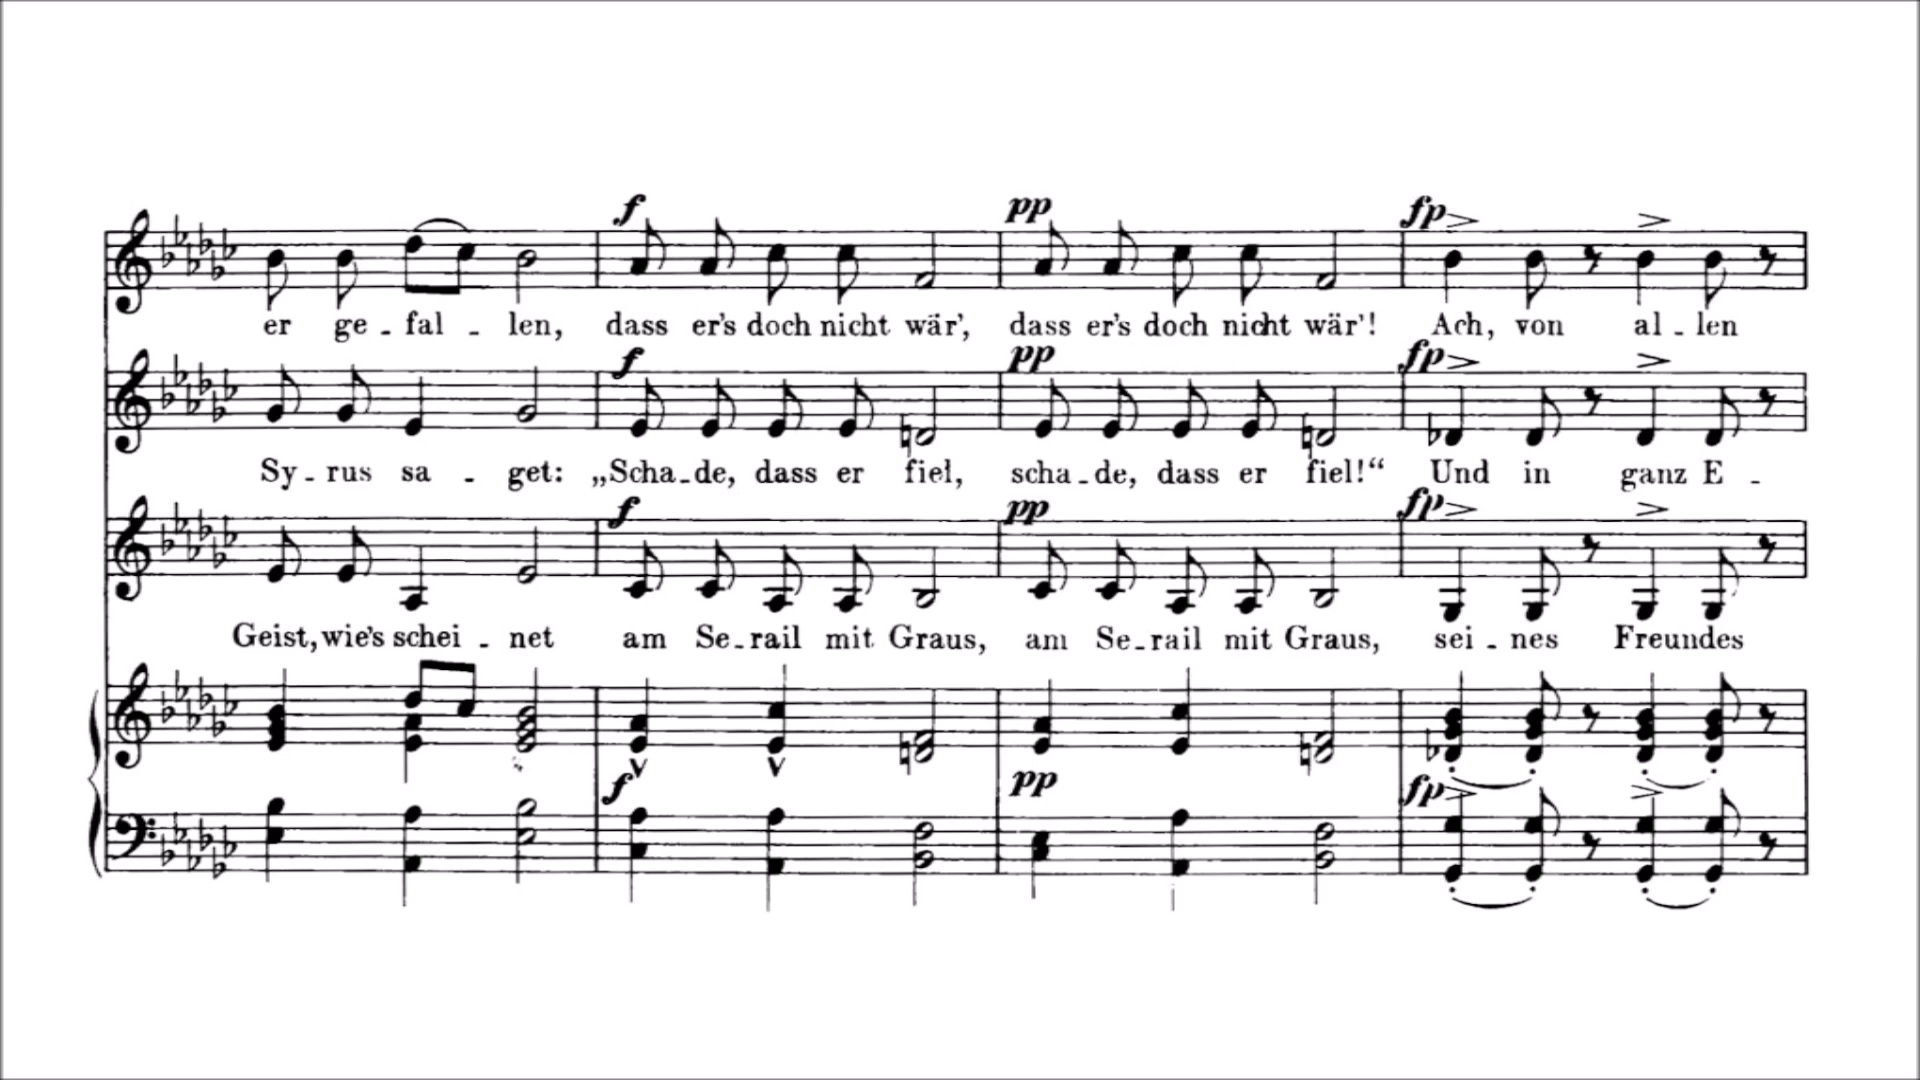 f pp fp
er ge - fal - len, dass er's doch nicht wär', dass er's doch nicht wär'! Ach, von al - len
f pp fp
Sy - rus sa - get: „Scha - de, dass er fiel, scha - de, dass er fiel!“ Und in ganz E -
f pp fp
Geist, wie's schei - net am Se - rail mit Graus, am Se - rail mit Graus, sei - nes Freundes
f pp fp